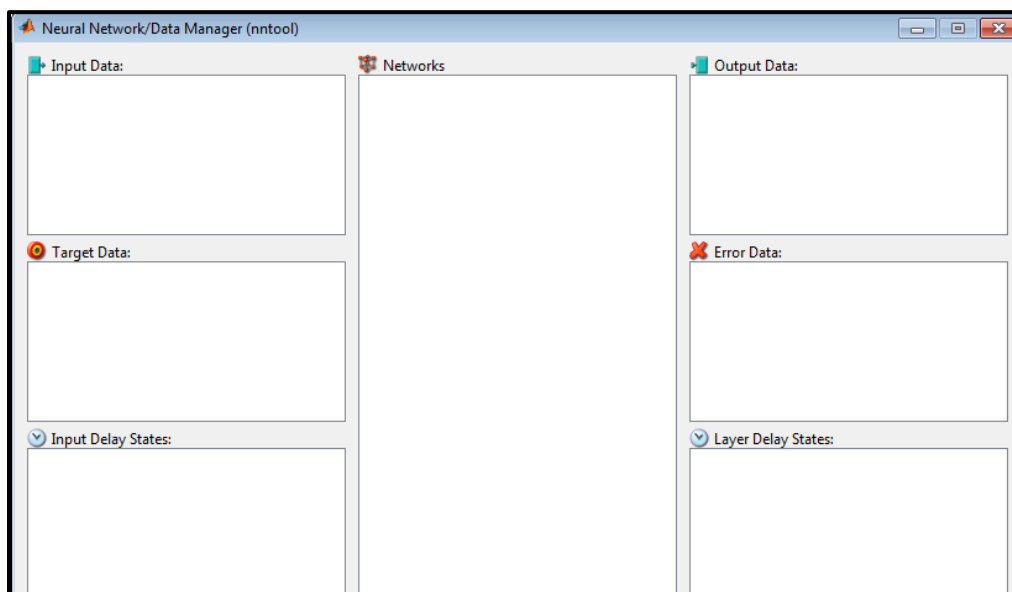 Neural Network/Data Manager (nntool)
Input Data:
Networks
Output Data:
Target Data:
Error Data:
Input Delay States:
Layer Delay States: